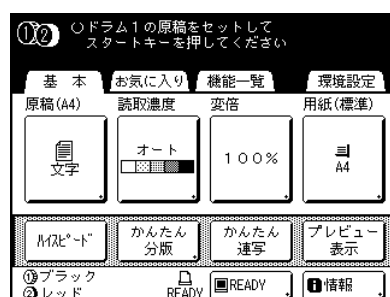 ①② ○ドラム１の原稿をセットして
スタートキーを押してください
基 本 お気に入り 機能一覧 環境設定
原稿(A4) 読取濃度 変倍 用紙(標準)
文字 オート 100% A4
ﾊｲｽﾋﾟｰﾄﾞ かんたん分版 かんたん連写 プレビュー表示
①ブラック
②レッド READY READY 情報